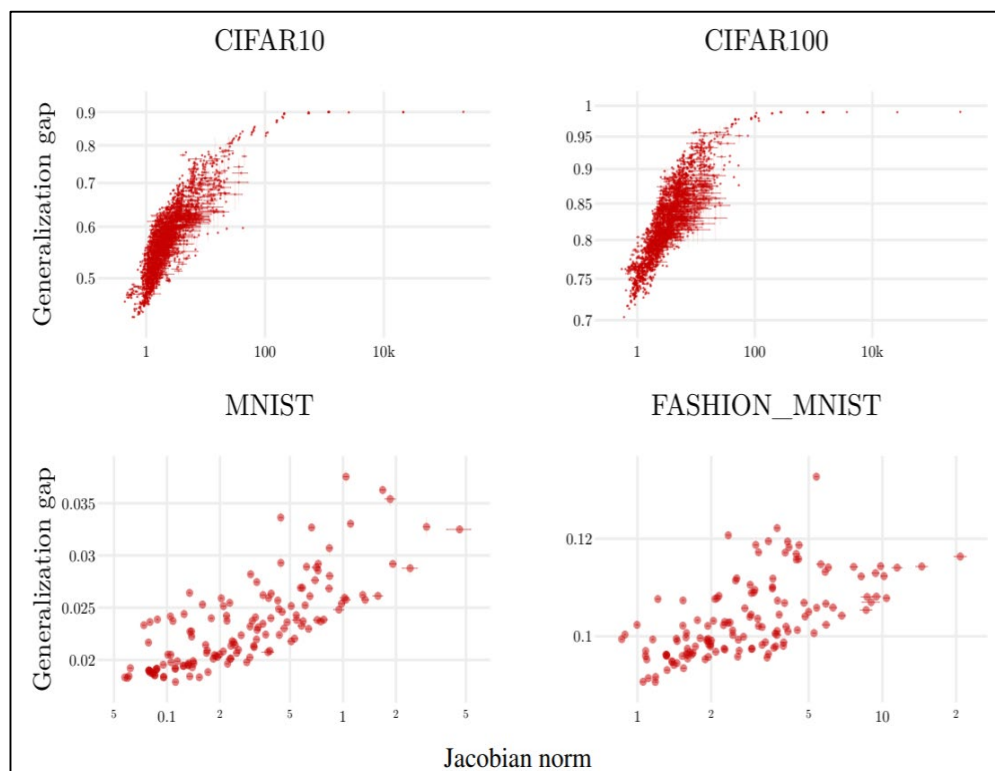 CIFAR10
Generalization gap
0.9
0.8
0.7
0.6
0.5
1 100 10k
CIFAR100
1
0.95
0.9
0.85
0.8
0.75
0.7
1 100 10k
MNIST
Generalization gap
0.035
0.03
0.025
0.02
5 0.1 2 5 1 2 5
FASHION_MNIST
0.12
0.1
1 2 5 10 2
Jacobian norm